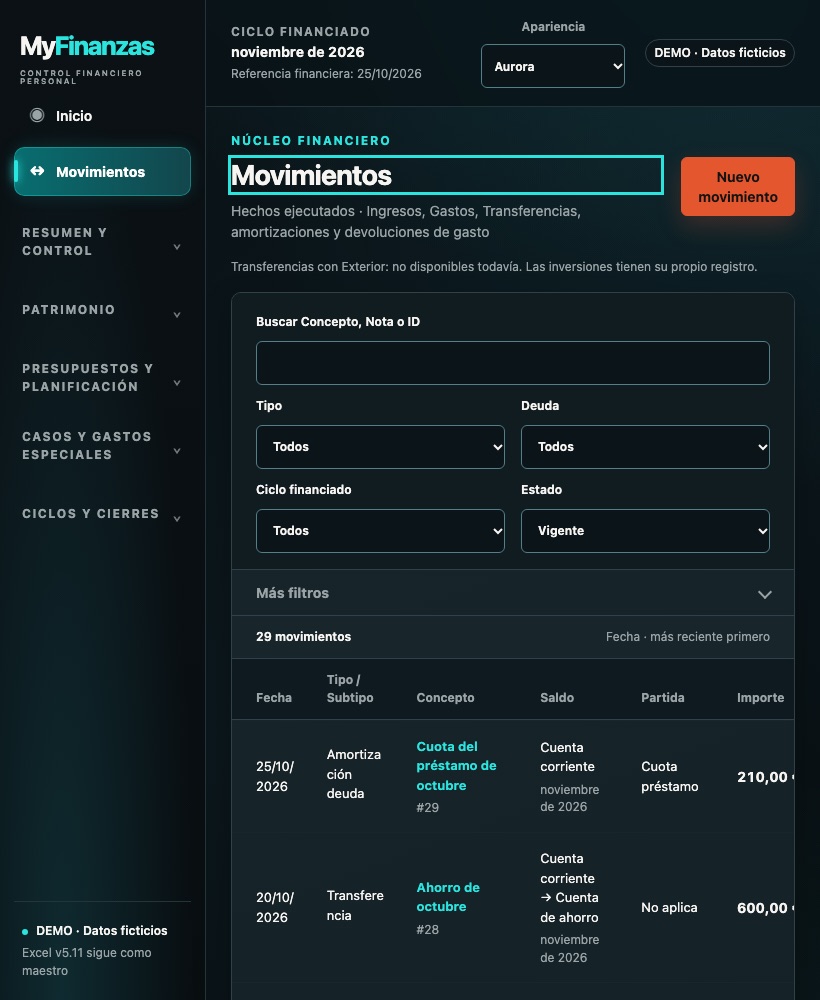 MyFinanzas
CONTROL FINANCIERO
PERSONAL
Inicio
Movimientos
RESUMEN Y
CONTROL
PATRIMONIO
PRESUPUESTOS Y
PLANIFICACIÓN
CASOS Y GASTOS
ESPECIALES
CICLOS Y CIERRES
DEMO · Datos ficticios
Excel v5.11 sigue como
maestro
CICLO FINANCIADO
noviembre de 2026
Referencia financiera: 25/10/2026
Apariencia
Aurora
DEMO · Datos ficticios
NÚCLEO FINANCIERO
Movimientos
Nuevo
movimiento
Hechos ejecutados · Ingresos, Gastos, Transferencias,
amortizaciones y devoluciones de gasto
Transferencias con Exterior: no disponibles todavía. Las inversiones tienen su propio registro.
Buscar Concepto, Nota o ID
Tipo
Deuda
Todos
Todos
Ciclo financiado
Estado
Todos
Vigente
Más filtros
29 movimientos
Fecha · más reciente primero
Fecha
Tipo /
Subtipo
Concepto
Saldo
Partida
Importe
25/10/
2026
Amortiza
ción
deuda
Cuota del
préstamo de
octubre
#29
Cuenta
corriente
noviembre
de 2026
Cuota
préstamo
210,00
20/10/
2026
Transfere
ncia
Ahorro de
octubre
#28
Cuenta
corriente
→ Cuenta
de ahorro
noviembre
de 2026
No aplica
600,00